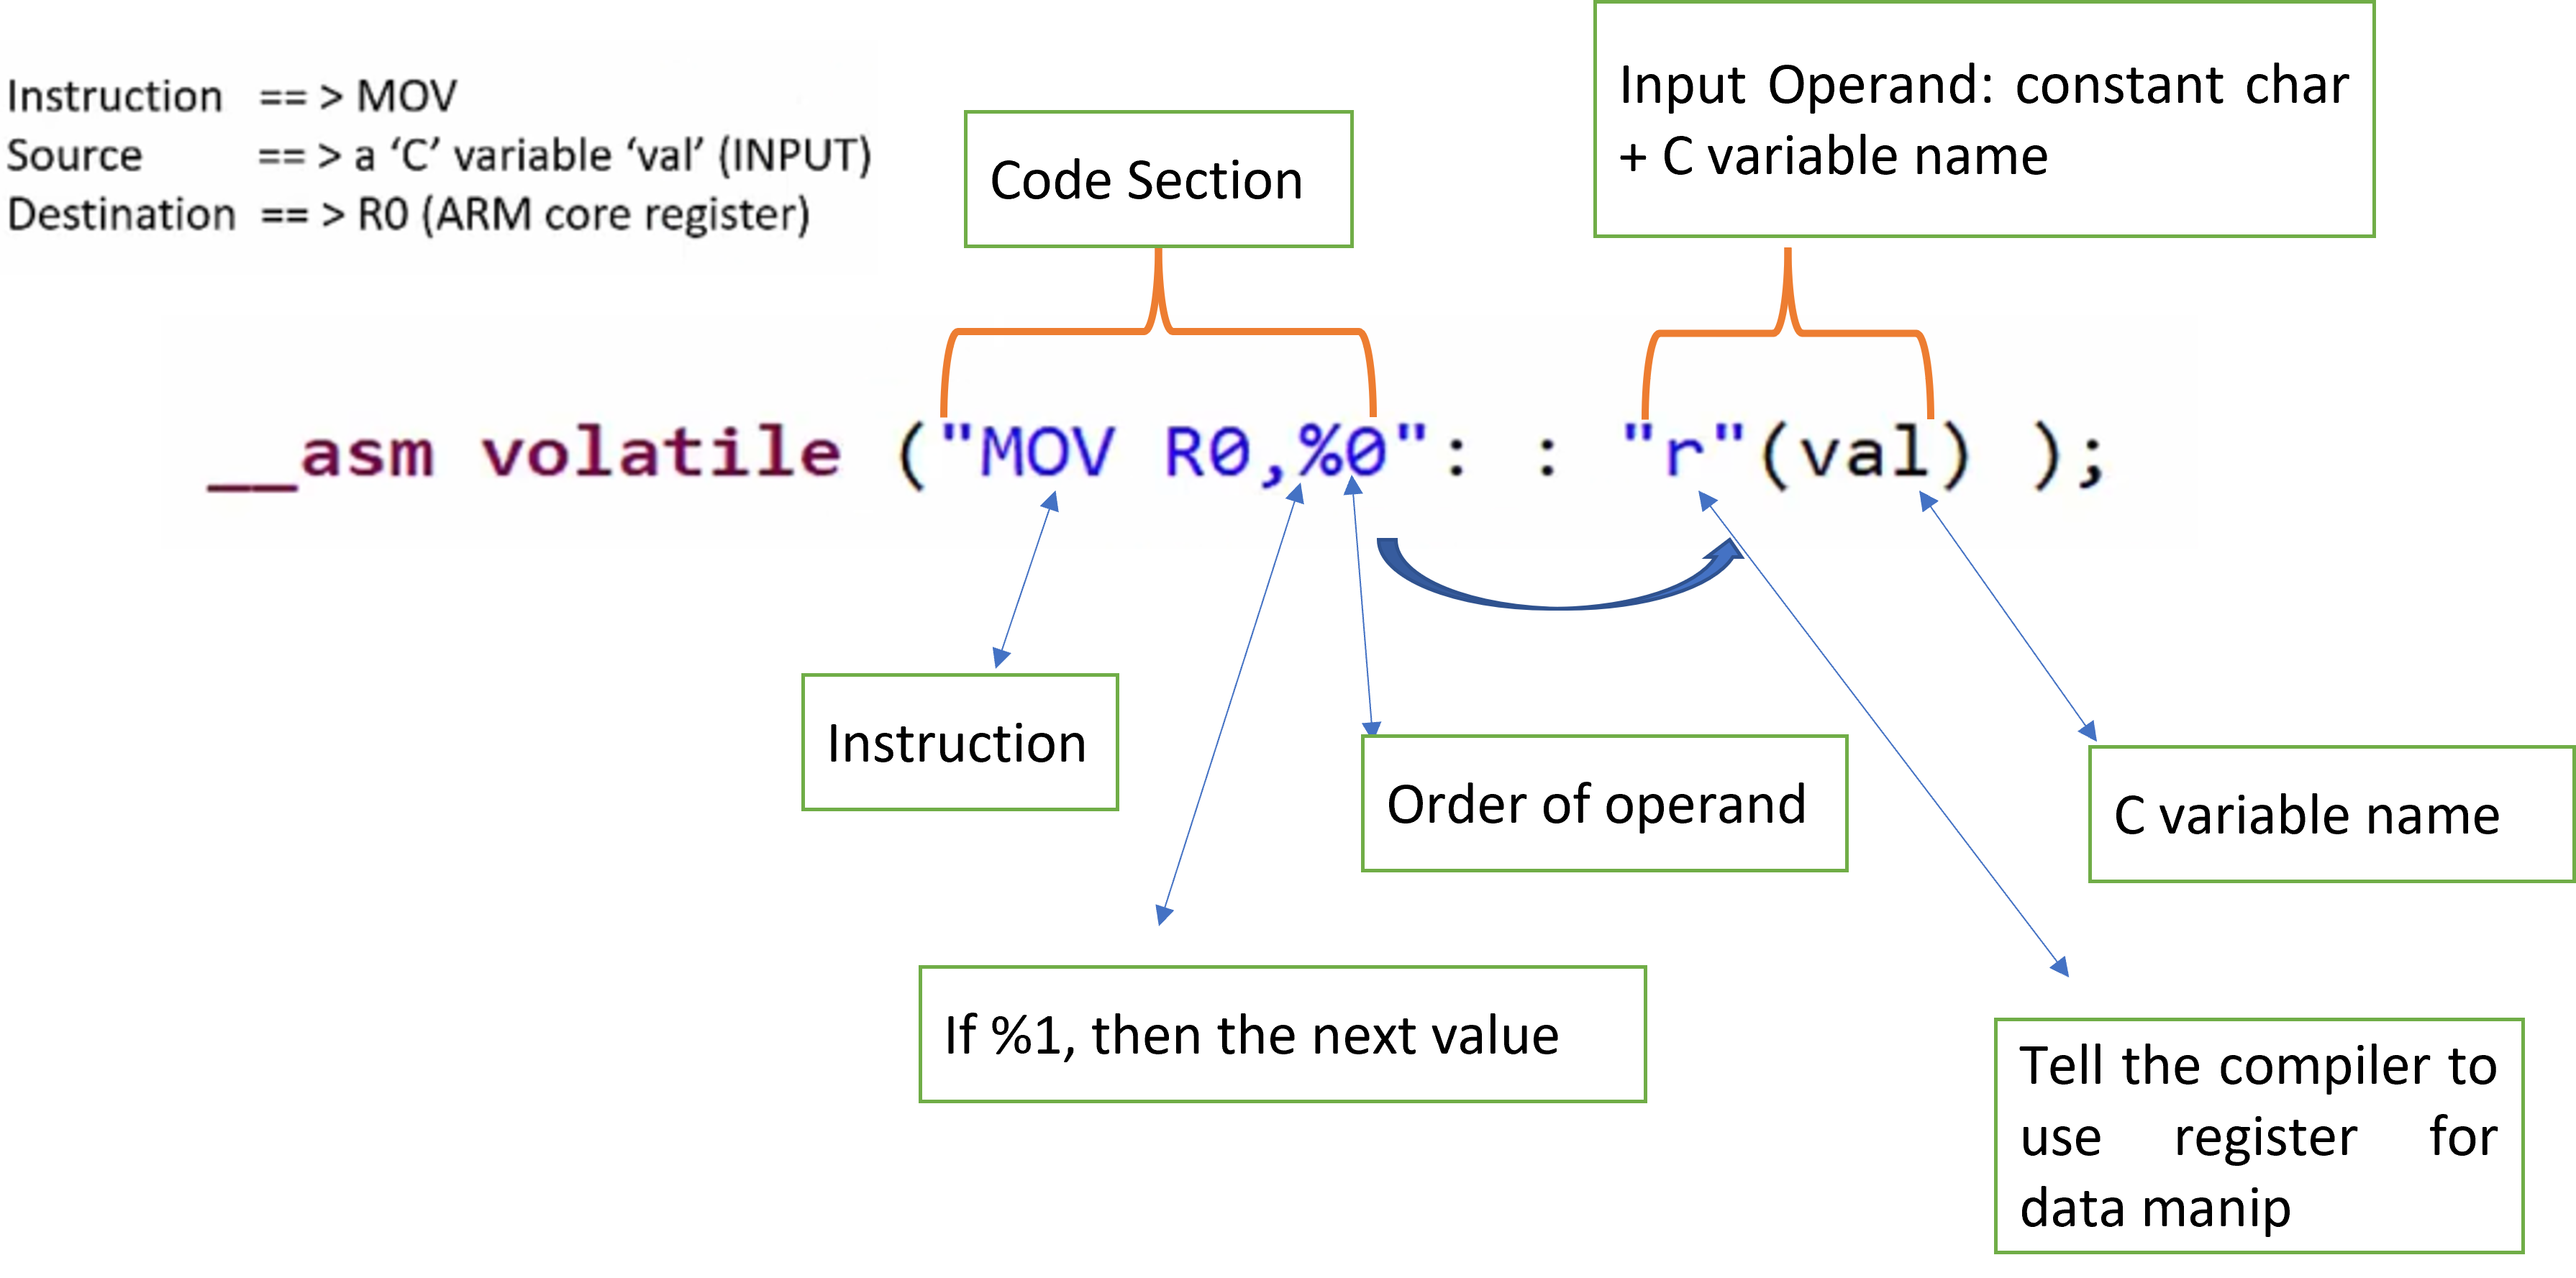 Instruction == > MOV
Source == > a ‘C’ variable ‘val’ (INPUT)
Destination == > R0 (ARM core register)
Code Section
Input Operand: constant char
+ C variable name
__asm volatile ("MOV R0,%0": : "r"(val) );
Instruction
Order of operand
C variable name
If %1, then the next value
Tell the compiler to
use register for
data manip